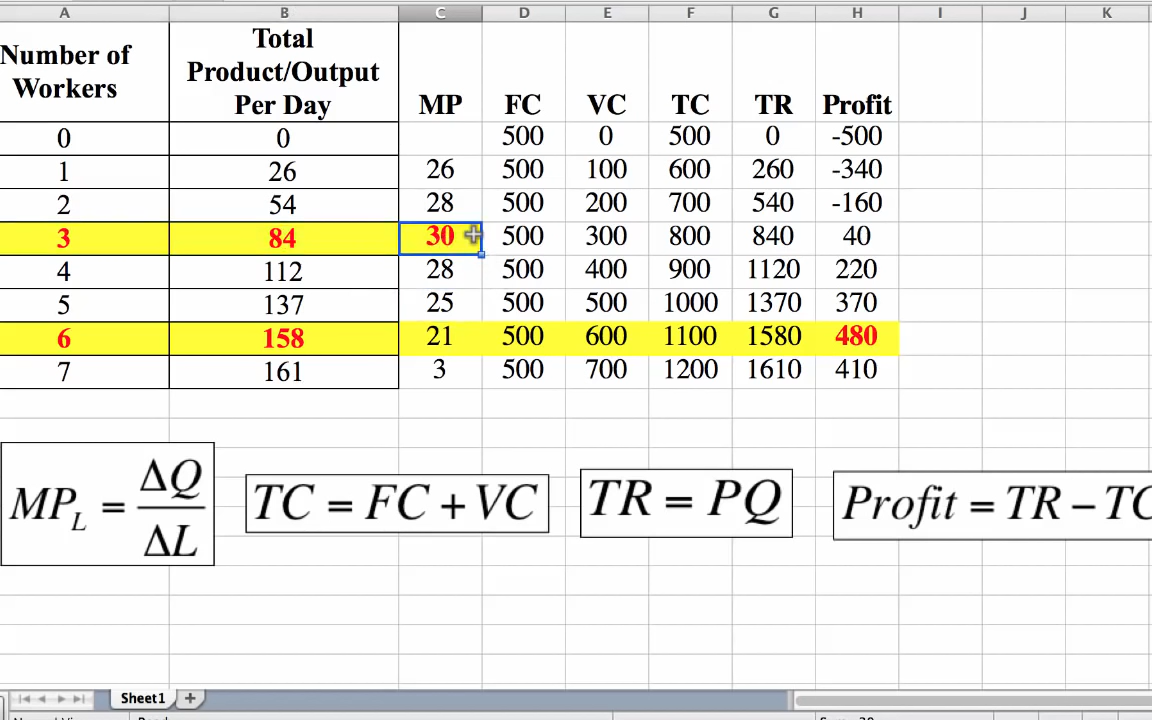 A B C D E F G H I J K
Number of Workers Total Product/Output Per Day MP FC VC TC TR Profit
0 0 500 0 500 0 -500
1 26 26 500 100 600 260 -340
2 54 28 500 200 700 540 -160
3 84 30 500 300 800 840 40
4 112 28 500 400 900 1120 220
5 137 25 500 500 1000 1370 370
6 158 21 500 600 1100 1580 480
7 161 3 500 700 1200 1610 410
MP_L = ΔQ/ΔL TC = FC + VC TR = PQ Profit = TR − TC
Sheet1 +